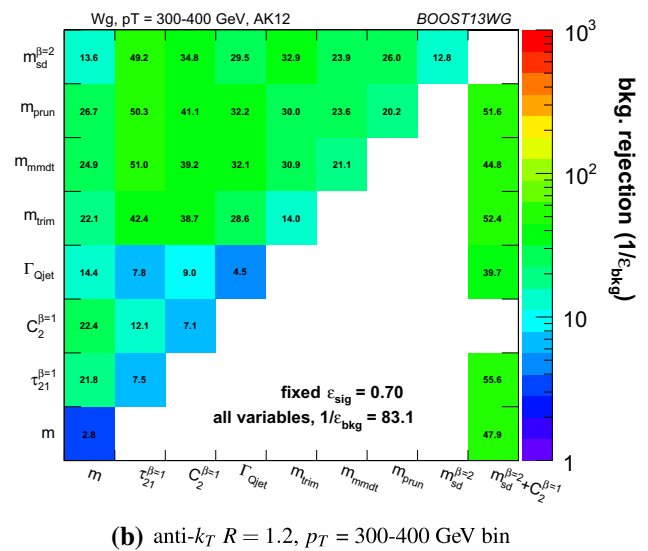 Wg, pT = 300-400 GeV, AK12 BOOST13WG
m_sd^β=2 13.6 49.2 34.8 29.5 32.9 23.9 26.0 12.8
m_prun 26.7 50.3 41.1 32.2 30.0 23.6 20.2 51.6
m_mmdt 24.9 51.0 39.2 32.1 30.9 21.1 44.8
m_trim 22.1 42.4 38.7 28.6 14.0 52.4
Γ_Qjet 14.4 7.8 9.0 4.5 39.7
C_2^β=1 22.4 12.1 7.1
τ_21^β=1 21.8 7.5 55.6
fixed ε_sig = 0.70
all variables, 1/ε_bkg = 83.1
m 2.8 47.9
m τ_21^β=1 C_2^β=1 Γ_Qjet m_trim m_mmdt m_prun m_sd^β=2 m_sd^β=2+C_2^β=1
10^3
10^2
10
1
bkg. rejection (1/ε_bkg)
(b) anti-k_T R = 1.2, p_T = 300-400 GeV bin